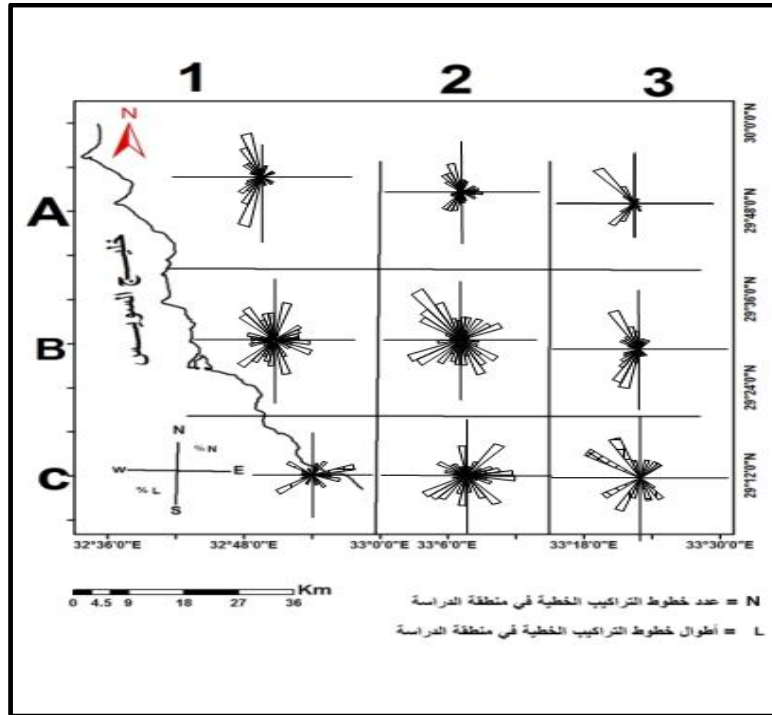 1 2 3
N
A
30°0'0"N
29°48'0"N
خليج السويس
B
29°36'0"N
29°24'0"N
N
%N
W E
%L
S
C
29°12'0"N
32°36'0"E 32°48'0"E 33°0'0"E 33°6'0"E 33°18'0"E 33°30'0"E
Km
0 4.5 9 18 27 36
N = عدد خطوط التراكيب الخطية في منطقة الدراسة
L = أطوال خطوط التراكيب الخطية في منطقة الدراسة